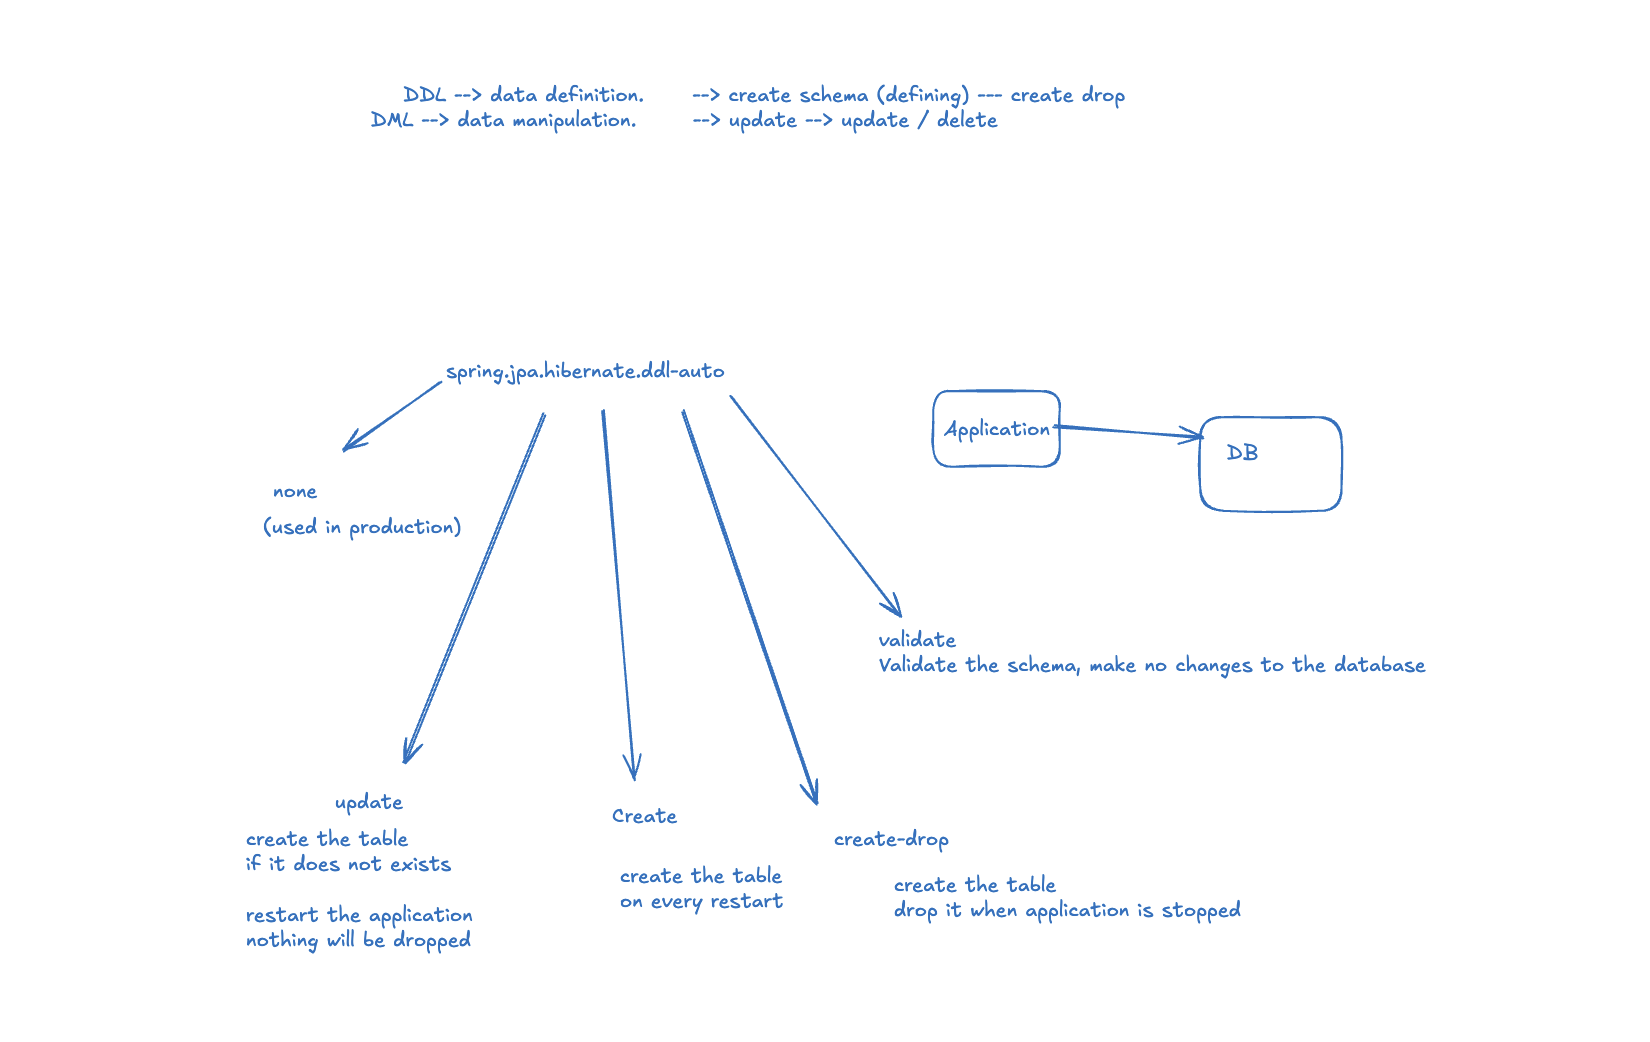 DDL --> data definition. --> create schema (defining) --- create drop
DML --> data manipulation. --> update --> update / delete
spring.jpa.hibernate.ddl-auto
Application
DB
none
(used in production)
validate
Validate the schema, make no changes to the database
update
create the table
if it does not exists
restart the application
nothing will be dropped
Create
create the table
on every restart
create-drop
create the table
drop it when application is stopped